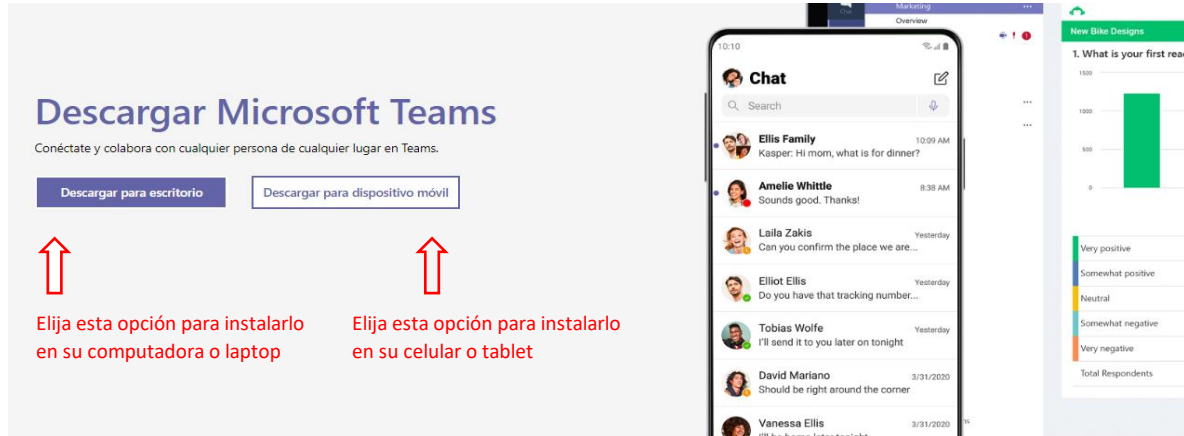 Descargar Microsoft Teams
Conéctate y colabora con cualquier persona de cualquier lugar en Teams.
Descargar para escritorio
Descargar para dispositivo móvil
Elija esta opción para instalarlo
en su computadora o laptop
Elija esta opción para instalarlo
en su celular o tablet
Chat
Marketing
Overview
10:10
Chat
Search
Ellis Family 10:09 AM
Kasper: Hi mom, what is for dinner?
Amelie Whittle 8:38 AM
Sounds good. Thanks!
Laila Zakis Yesterday
Can you confirm the place we are...
Elliot Ellis Yesterday
Do you have that tracking number...
Tobias Wolfe Yesterday
I'll send it to you later on tonight
David Mariano 3/31/2020
Should be right around the corner
Vanessa Ellis 3/31/2020
New Bike Designs
1. What is your first
1500
1000
500
0
Very positive
Somewhat positive
Neutral
Somewhat negative
Very negative
Total Respondents